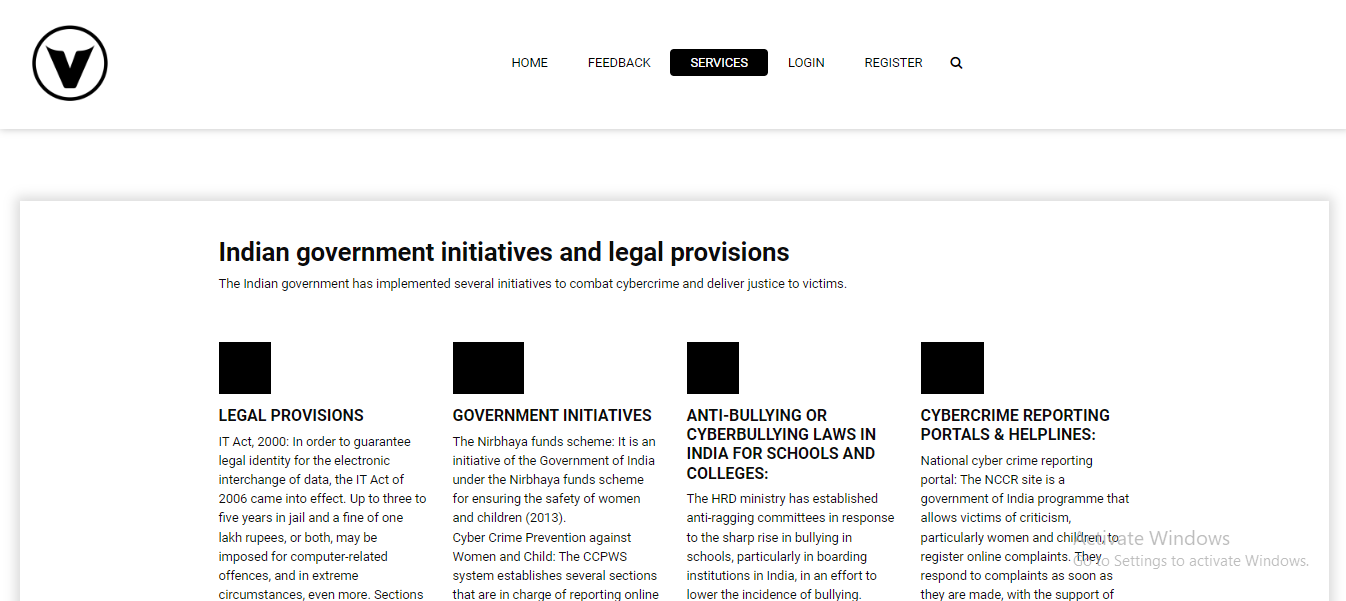 V
HOME FEEDBACK SERVICES LOGIN REGISTER
Indian government initiatives and legal provisions
The Indian government has implemented several initiatives to combat cybercrime and deliver justice to victims.
LEGAL PROVISIONS
IT Act, 2000: In order to guarantee
legal identity for the electronic
interchange of data, the IT Act of
2006 came into effect. Up to three to
five years in jail and a fine of one
lakh rupees, or both, may be
imposed for computer-related
offences, and in extreme
circumstances, even more. Sections
GOVERNMENT INITIATIVES
The Nirbhaya funds scheme: It is an
initiative of the Government of India
under the Nirbhaya funds scheme
for ensuring the safety of women
and children (2013).
Cyber Crime Prevention against
Women and Child: The CCPWS
system establishes several sections
that are in charge of reporting online
ANTI-BULLYING OR
CYBERBULLYING LAWS IN
INDIA FOR SCHOOLS AND
COLLEGES:
The HRD ministry has established
anti-ragging committees in response
to the sharp rise in bullying in
schools, particularly in boarding
institutions in India, in an effort to
lower the incidence of bullying.
CYBERCRIME REPORTING
PORTALS & HELPLINES:
National cyber crime reporting
portal: The NCCR site is a
government of India programme that
allows victims of criticism,
particularly women and children, to
register online complaints. They
respond to complaints as soon as
they are made, with the support of
Activate Windows
Go to Settings to activate Windows.